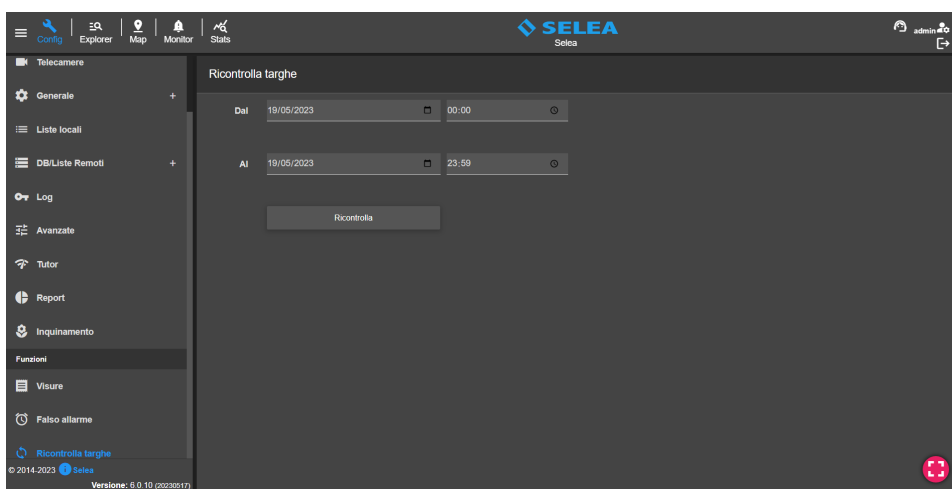 Config
Explorer
Map
Monitor
Stats
SELEA
Selea
admin
Telecamere
Generale +
Liste locali
DB/Liste Remoti +
Log
Avanzate
Tutor
Report
Inquinamento
Funzioni
Visure
Falso allarme
Ricontrolla targhe
© 2014-2023 i Selea
Versione: 6.0.10 (20230517)
Ricontrolla targhe
Dal 19/05/2023 00:00
Al 19/05/2023 23:59
Ricontrolla